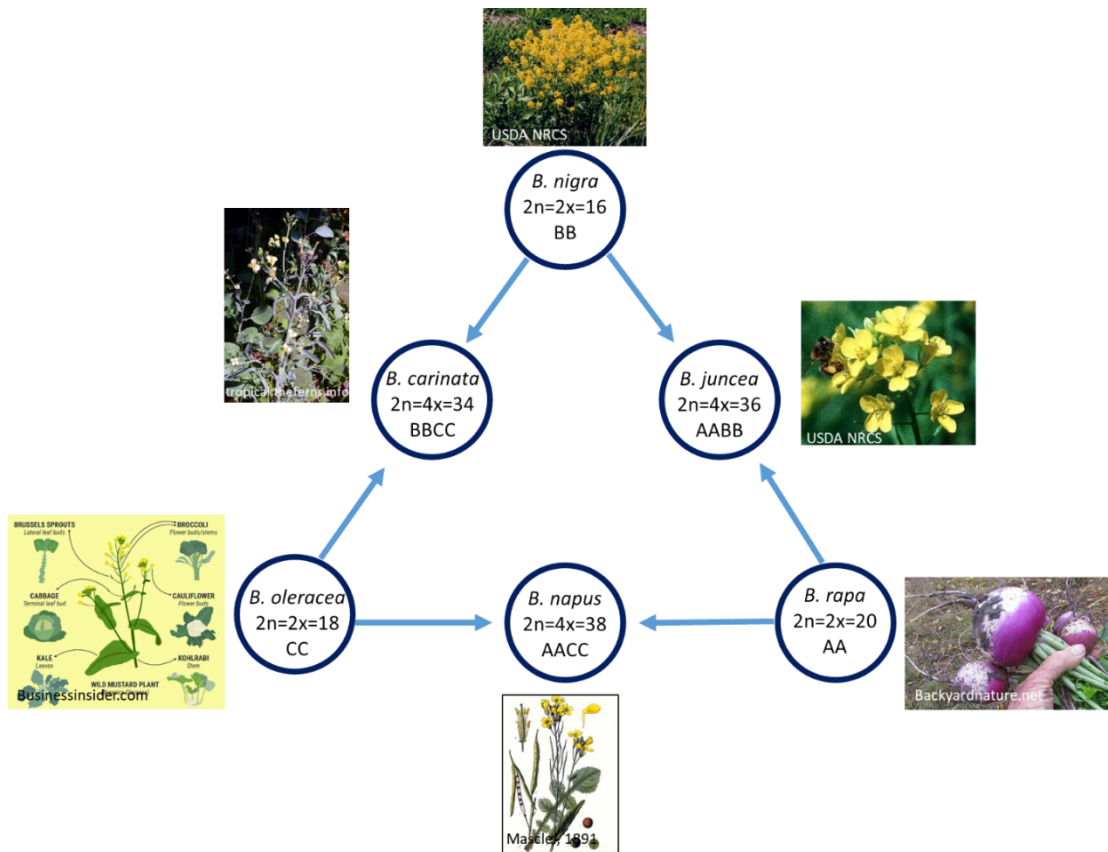 USDA NRCS
B. nigra
2n=2x=16
BB
tropical.theferns.info
B. carinata
2n=4x=34
BBCC
B. juncea
2n=4x=36
AABB
USDA NRCS
BRUSSELS SPROUTS
Lateral leaf buds
BROCCOLI
Flower buds/stems
CABBAGE
Terminal leaf bud
CAULIFLOWER
Flower buds
KALE
Leaves
KOHLRABI
Stem
WILD MUSTARD PLANT
Businessinsider.com
B. oleracea
2n=2x=18
CC
B. napus
2n=4x=38
AACC
B. rapa
2n=2x=20
AA
Backyardnature.net
Masclef, 1891